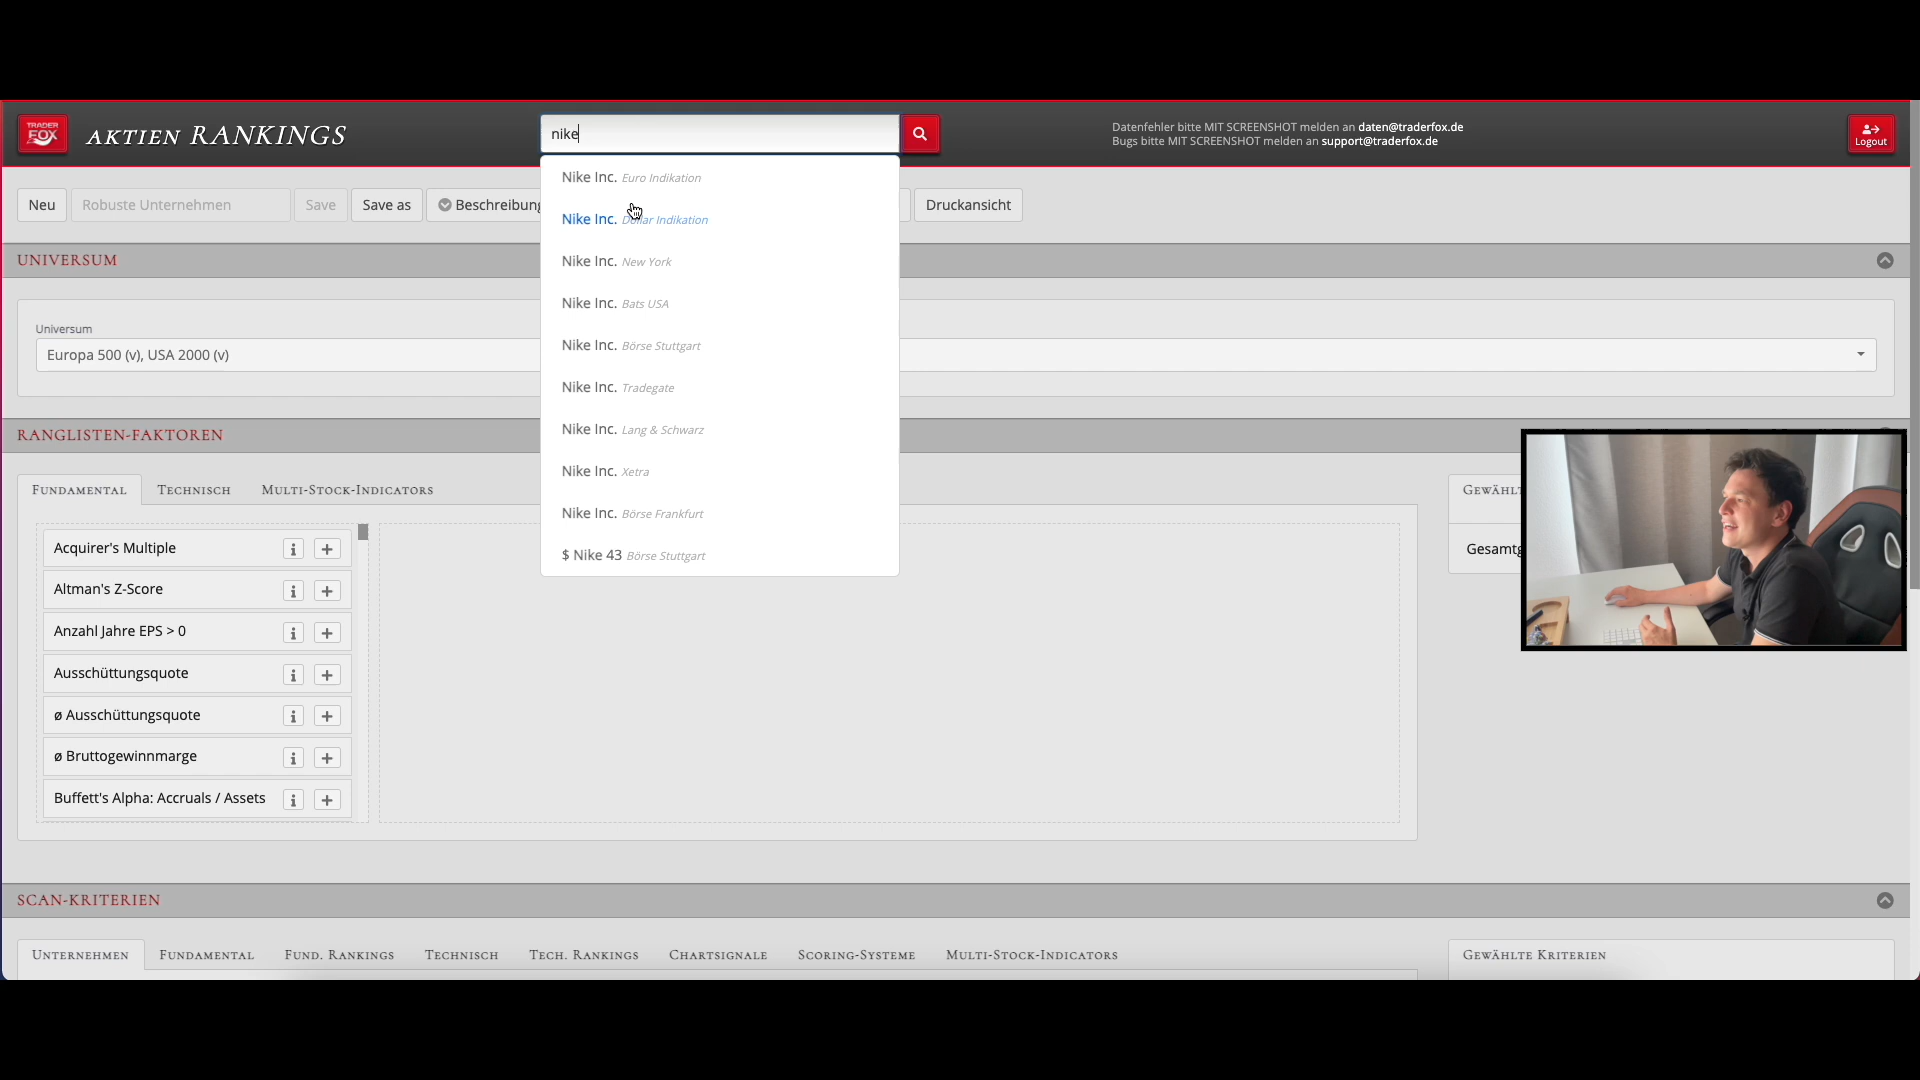 TRADER
FOX
AKTIEN RANKINGS
nike
Datenfehler bitte MIT SCREENSHOT melden an daten@traderfox.de
Bugs bitte MIT SCREENSHOT melden an support@traderfox.de
Logout
Neu
Robuste Unternehmen
Save
Save as
Beschreibung
Druckansicht
Nike Inc. Euro Indikation
Nike Inc. Dollar Indikation
Nike Inc. New York
Nike Inc. Bats USA
Nike Inc. Börse Stuttgart
Nike Inc. Tradegate
Nike Inc. Lang & Schwarz
Nike Inc. Xetra
Nike Inc. Börse Frankfurt
$ Nike 43 Börse Stuttgart
UNIVERSUM
Universum
Europa 500 (v), USA 2000 (v)
RANGLISTEN-FAKTOREN
FUNDAMENTAL
TECHNISCH
MULTI-STOCK-INDICATORS
Acquirer's Multiple
Altman's Z-Score
Anzahl Jahre EPS > 0
Ausschüttungsquote
ø Ausschüttungsquote
ø Bruttogewinnmarge
Buffett's Alpha: Accruals / Assets
SCAN-KRITERIEN
UNTERNEHMEN
FUNDAMENTAL
FUND. RANKINGS
TECHNISCH
TECH. RANKINGS
CHARTSIGNALE
SCORING-SYSTEME
MULTI-STOCK-INDICATORS
GEWÄHLTE KRITERIEN